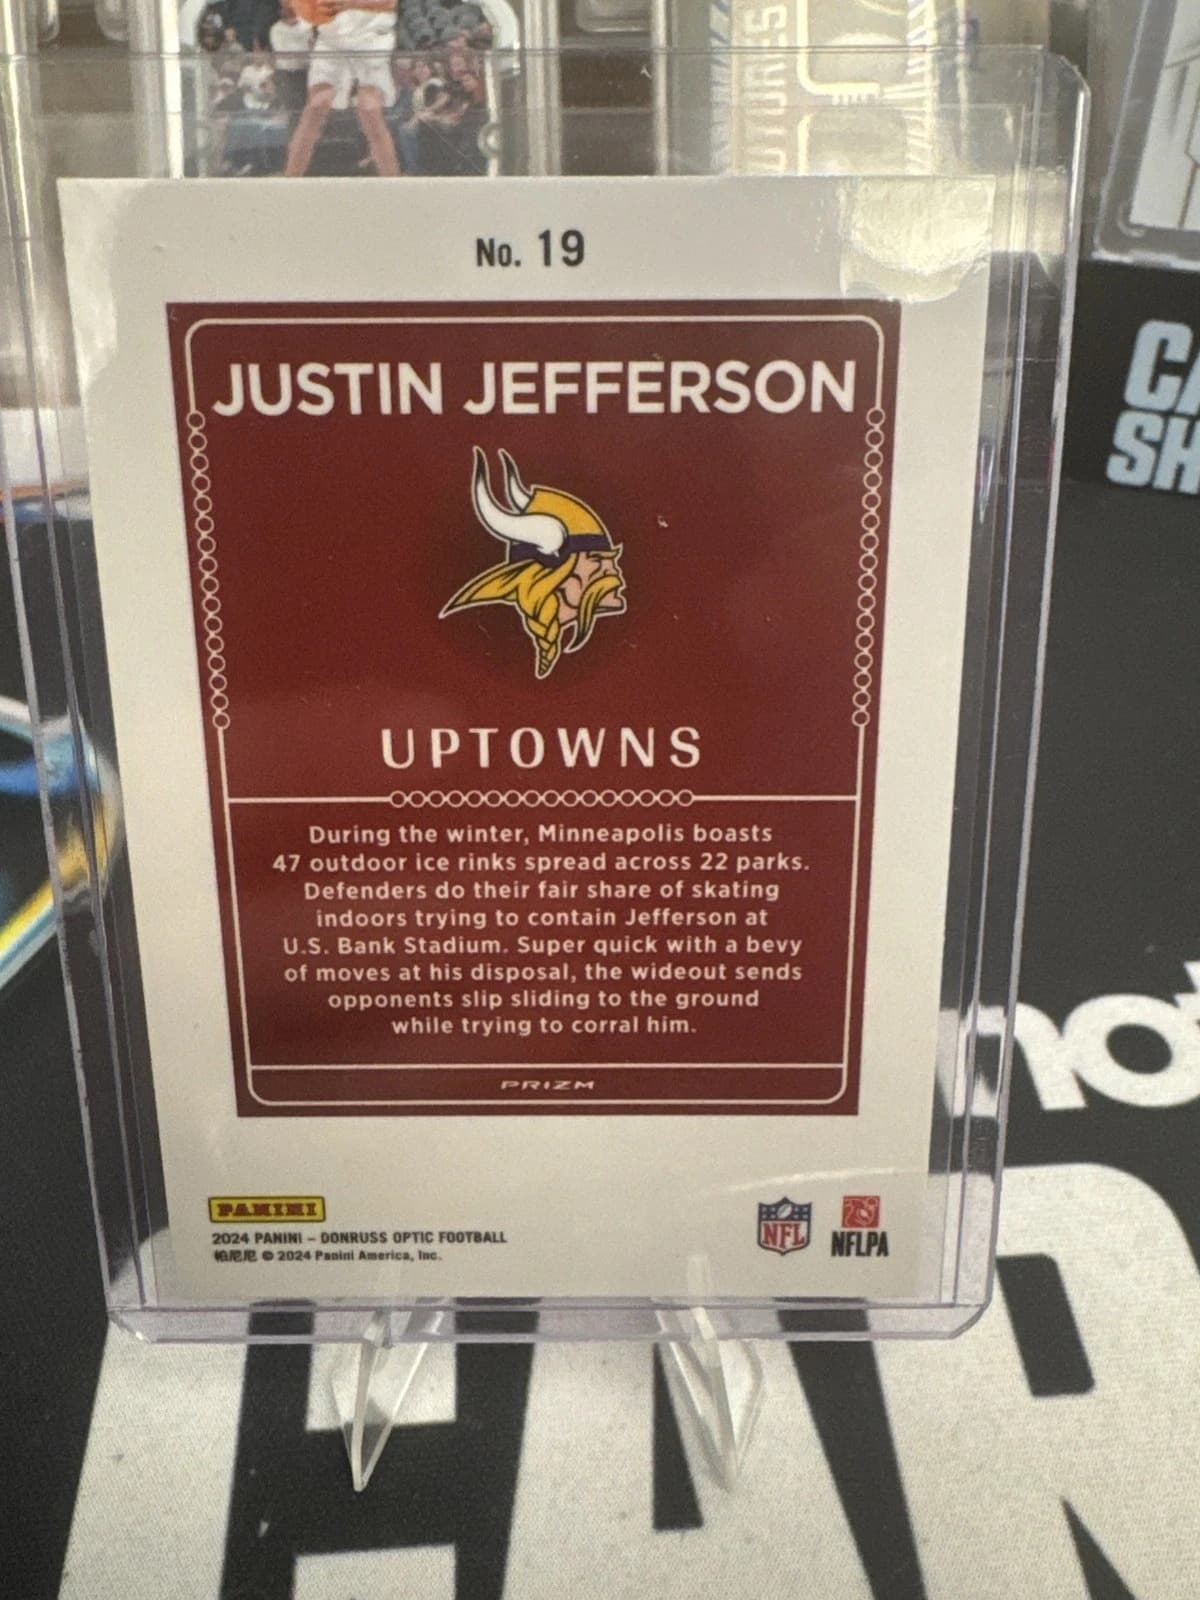 UTURES
No. 19
JUSTIN JEFFERSON
UPTOWNS
During the winter, Minneapolis boasts
47 outdoor ice rinks spread across 22 parks.
Defenders do their fair share of skating
indoors trying to contain Jefferson at
U.S. Bank Stadium. Super quick with a bevy
of moves at his disposal, the wideout sends
opponents slip sliding to the ground
while trying to corral him.
PRIZM
PANINI
2024 PANINI – DONRUSS OPTIC FOOTBALL
帕尼尼 © 2024 Panini America, Inc.
NFL
NFLPA
CA
SH